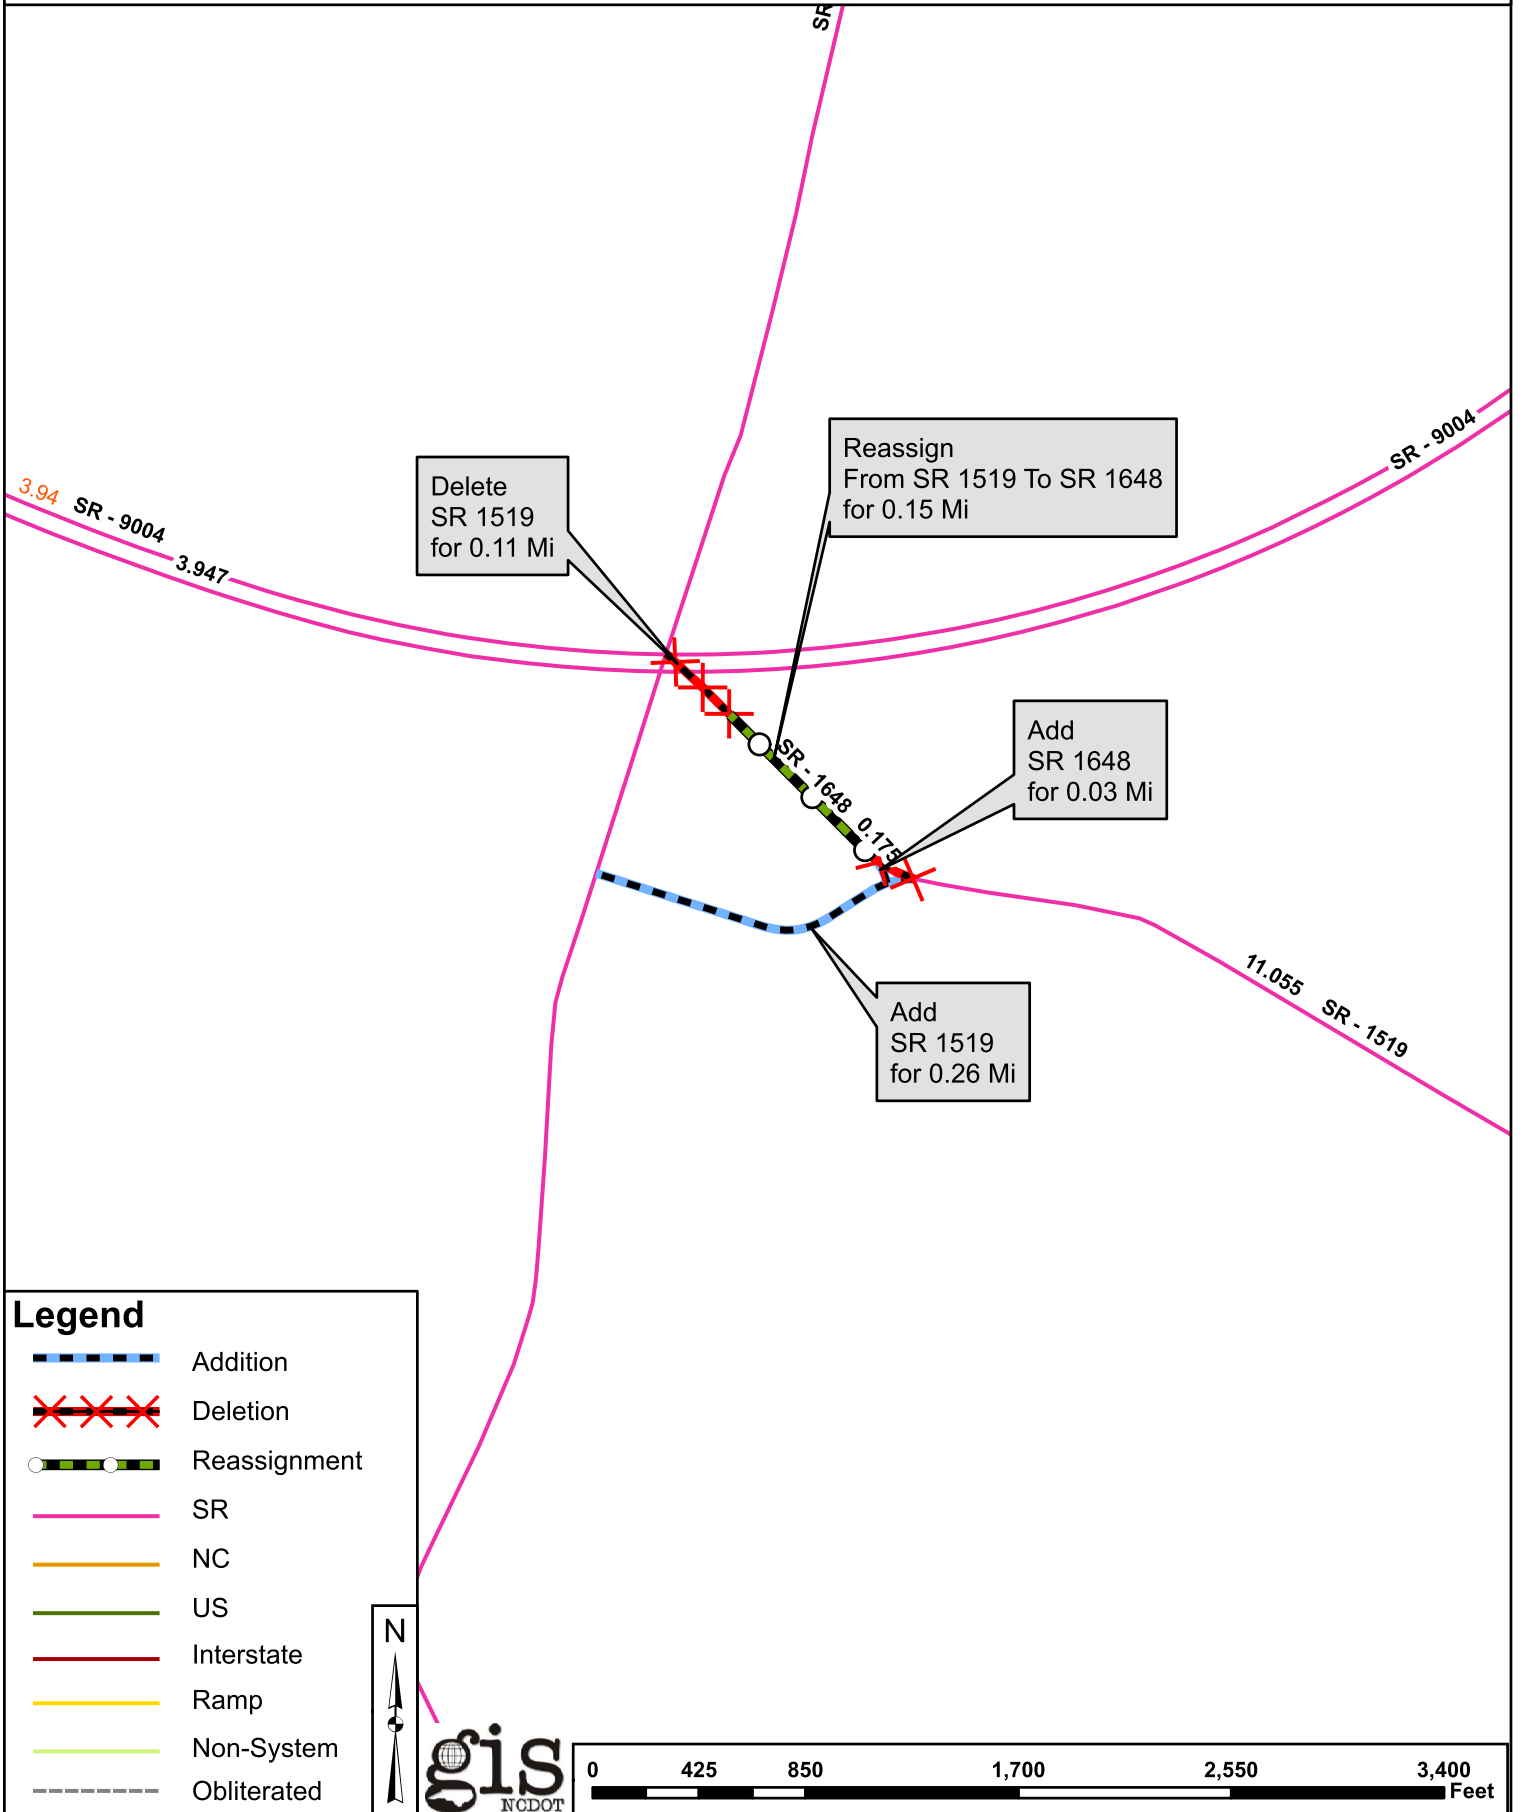 SR
Reassign
From SR 1519 To SR 1648
for 0.15 Mi
SR - 9004
Delete
SR 1519
for 0.11 Mi
3.94
SR - 9004
3.947
Add
SR 1648
for 0.03 Mi
SR - 1648
0.175
11.055
SR - 1519
Add
SR 1519
for 0.26 Mi
Legend
Addition
Deletion
Reassignment
SR
NC
US
Interstate
Ramp
Non-System
Obliterated
N
gis
NCDOT
0 425 850 1,700 2,550 3,400
Feet